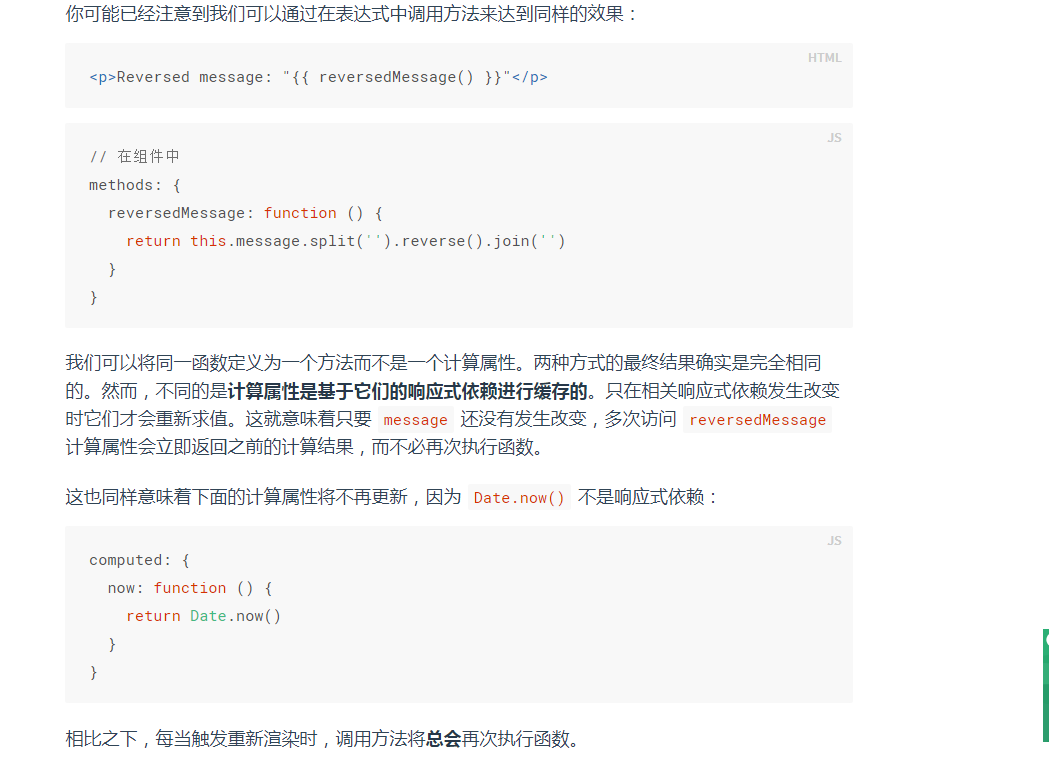 你可能已经注意到我们可以通过在表达式中调用方法来达到同样的效果：
HTML
<p>Reversed message: "{{ reversedMessage() }}"</p>
JS
// 在组件中
methods: {
  reversedMessage: function () {
    return this.message.split('').reverse().join('')
  }
}
我们可以将同一函数定义为一个方法而不是一个计算属性。两种方式的最终结果确实是完全相同
的。然而，不同的是计算属性是基于它们的响应式依赖进行缓存的。只在相关响应式依赖发生改变
时它们才会重新求值。这就意味着只要 message 还没有发生改变，多次访问 reversedMessage
计算属性会立即返回之前的计算结果，而不必再次执行函数。
这也同样意味着下面的计算属性将不再更新，因为 Date.now() 不是响应式依赖：
JS
computed: {
  now: function () {
    return Date.now()
  }
}
相比之下，每当触发重新渲染时，调用方法将总会再次执行函数。